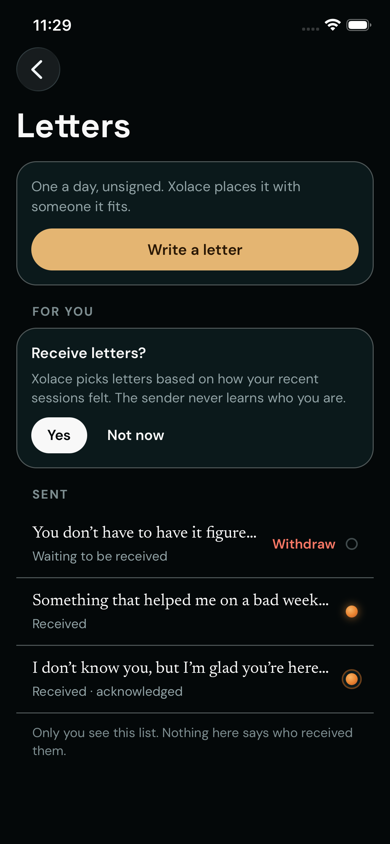 11:29
Letters
One a day, unsigned. Xolace places it with
someone it fits.
Write a letter
FOR YOU
Receive letters?
Xolace picks letters based on how your recent
sessions felt. The sender never learns who you are.
Yes
Not now
SENT
You don’t have to have it figure...
Withdraw
Waiting to be received
Something that helped me on a bad week...
Received
I don’t know you, but I’m glad you’re here...
Received · acknowledged
Only you see this list. Nothing here says who received
them.